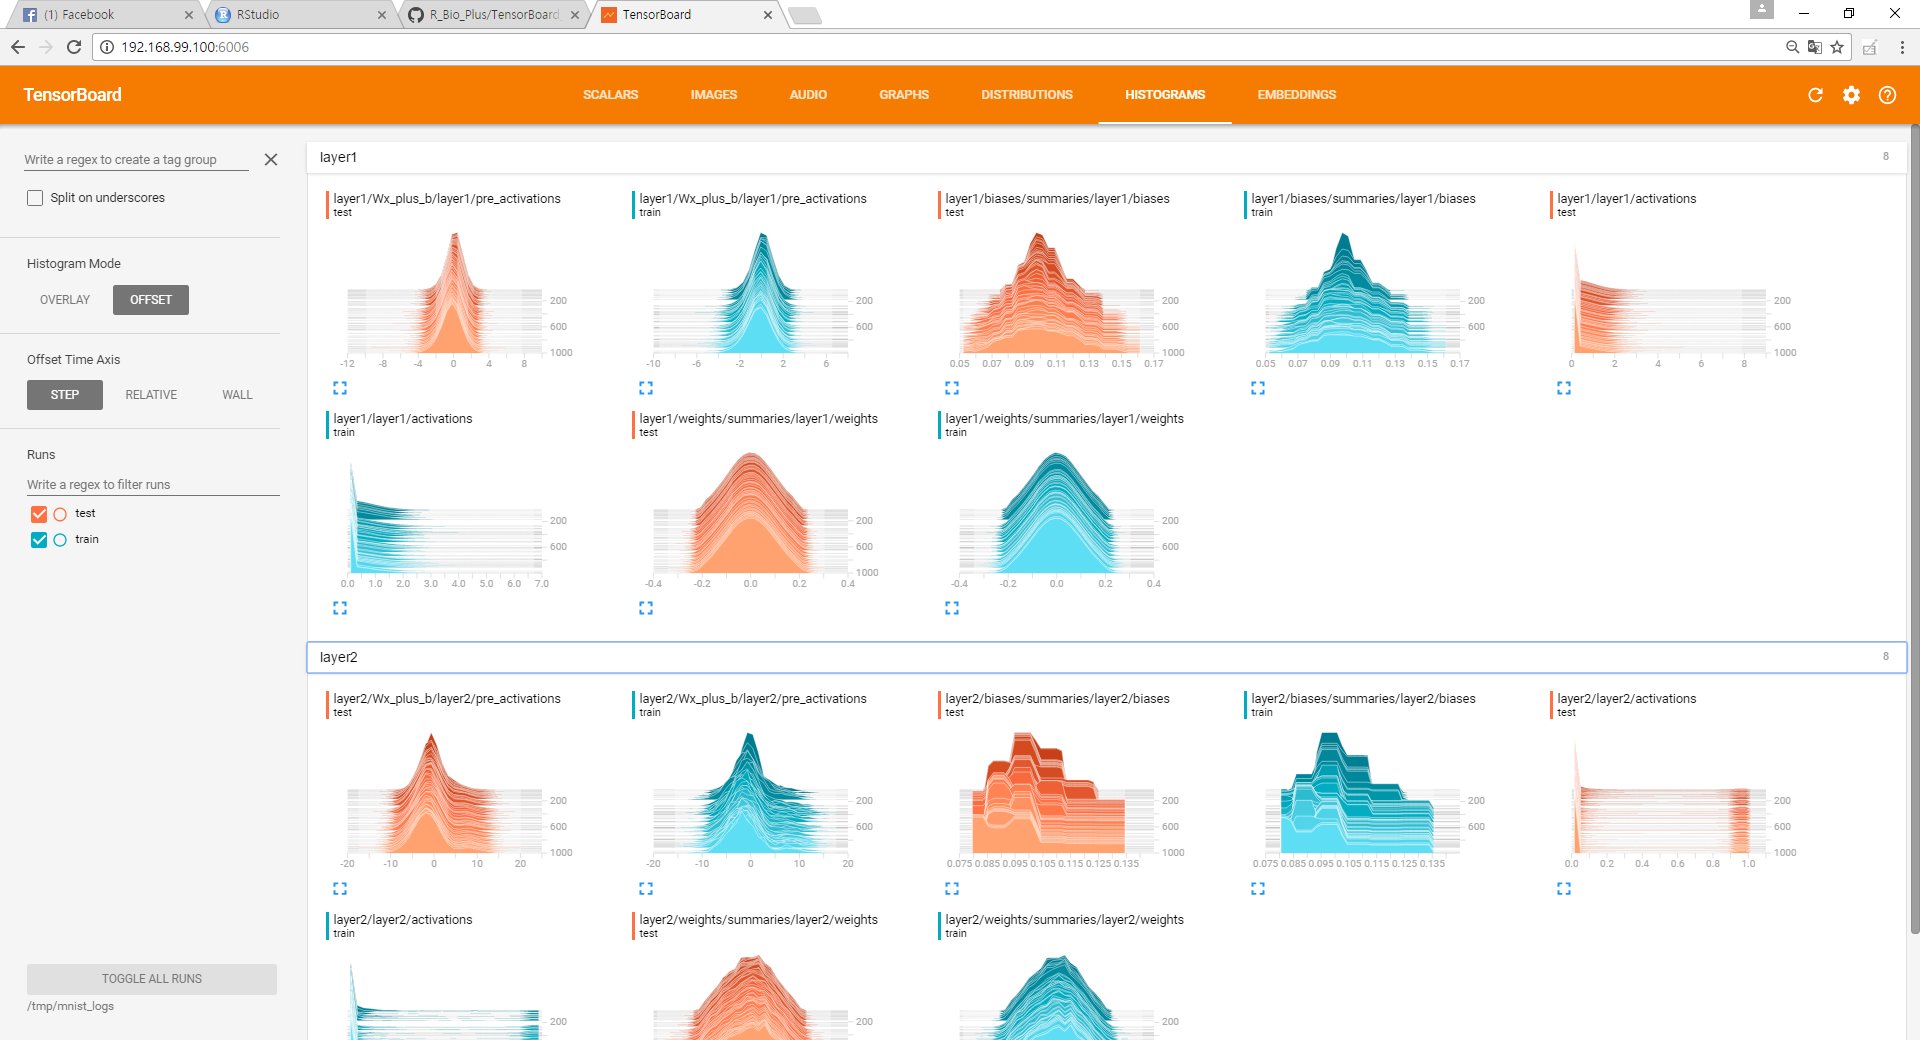 (1) Facebook
RStudio
R_Bio_Plus/TensorBoard
TensorBoard
192.168.99.100:6006
TensorBoard
SCALARS IMAGES AUDIO GRAPHS DISTRIBUTIONS HISTOGRAMS EMBEDDINGS
Write a regex to create a tag group
Split on underscores
Histogram Mode
OVERLAY OFFSET
Offset Time Axis
STEP RELATIVE WALL
Runs
Write a regex to filter runs
test
train
TOGGLE ALL RUNS
/tmp/mnist_logs
layer1 8
layer1/Wx_plus_b/layer1/pre_activations
test
200
600
1000
-12 -8 -4 0 4 8
layer1/Wx_plus_b/layer1/pre_activations
train
200
600
-10 -6 -2 2 6
layer1/biases/summaries/layer1/biases
test
200
600
1000
0.05 0.07 0.09 0.11 0.13 0.15 0.17
layer1/biases/summaries/layer1/biases
train
200
600
0.05 0.07 0.09 0.11 0.13 0.15 0.17
layer1/layer1/activations
test
200
600
1000
0 2 4 6 8
layer1/layer1/activations
train
200
600
0.0 1.0 2.0 3.0 4.0 5.0 6.0 7.0
layer1/weights/summaries/layer1/weights
test
200
600
1000
-0.4 -0.2 0.0 0.2 0.4
layer1/weights/summaries/layer1/weights
train
200
600
-0.4 -0.2 0.0 0.2 0.4
layer2 8
layer2/Wx_plus_b/layer2/pre_activations
test
200
600
1000
-20 -10 0 10 20
layer2/Wx_plus_b/layer2/pre_activations
train
200
600
-20 -10 0 10 20
layer2/biases/summaries/layer2/biases
test
200
600
1000
0.075 0.085 0.095 0.105 0.115 0.125 0.135
layer2/biases/summaries/layer2/biases
train
200
600
0.075 0.085 0.095 0.105 0.115 0.125 0.135
layer2/layer2/activations
test
200
600
1000
0.0 0.2 0.4 0.6 0.8 1.0
layer2/layer2/activations
train
200
layer2/weights/summaries/layer2/weights
test
200
layer2/weights/summaries/layer2/weights
train
200